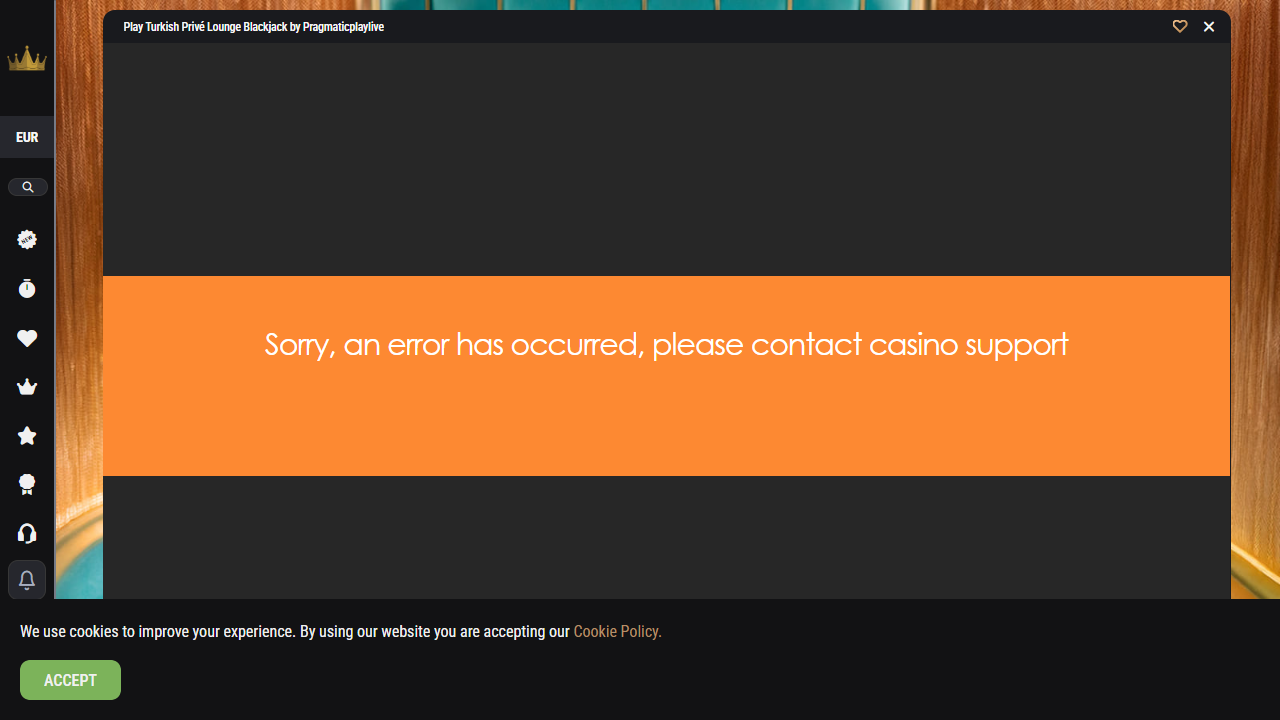 Play Turkish Privé Lounge Blackjack by Pragmaticplaylive
EUR
NEW
Sorry, an error has occurred, please contact casino support
We use cookies to improve your experience. By using our website you are accepting our Cookie Policy.
ACCEPT